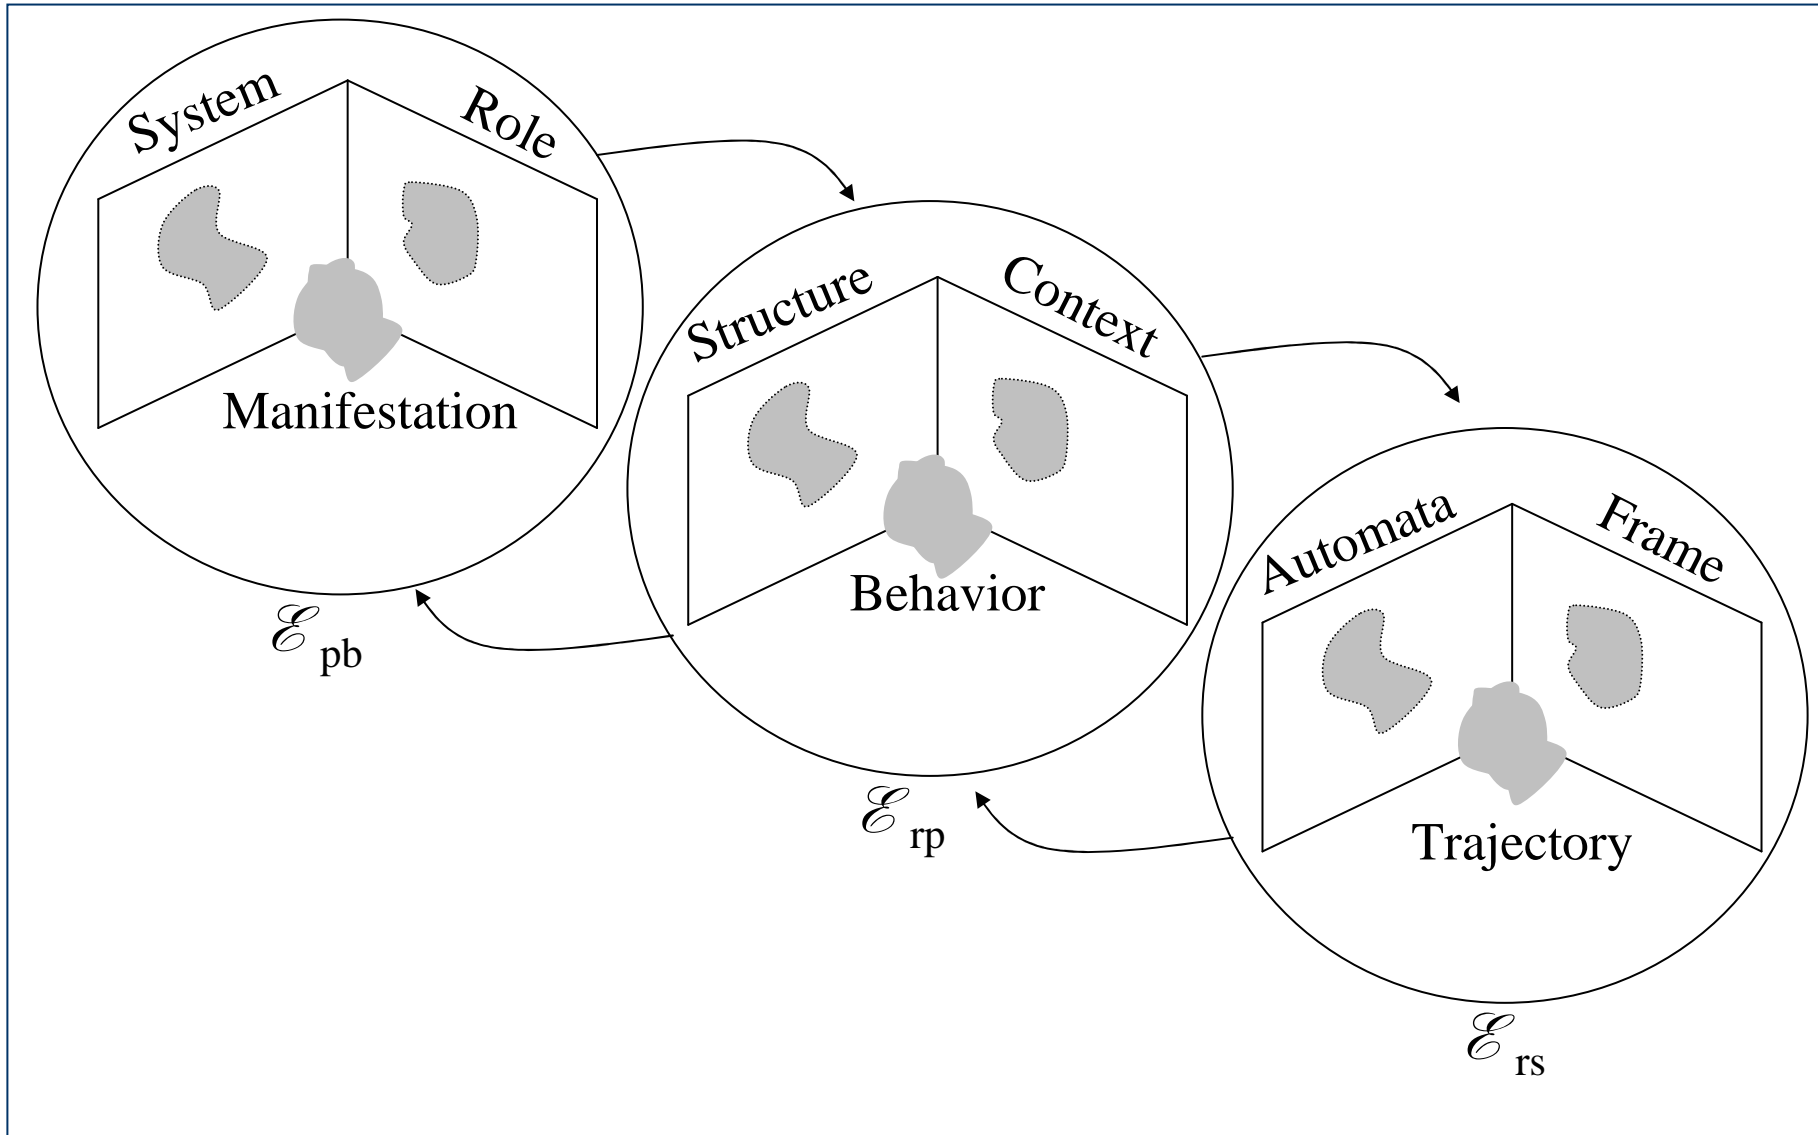 System
Role
Manifestation
ℰ pb
Structure
Context
Behavior
ℰ rp
Automata
Frame
Trajectory
ℰ rs